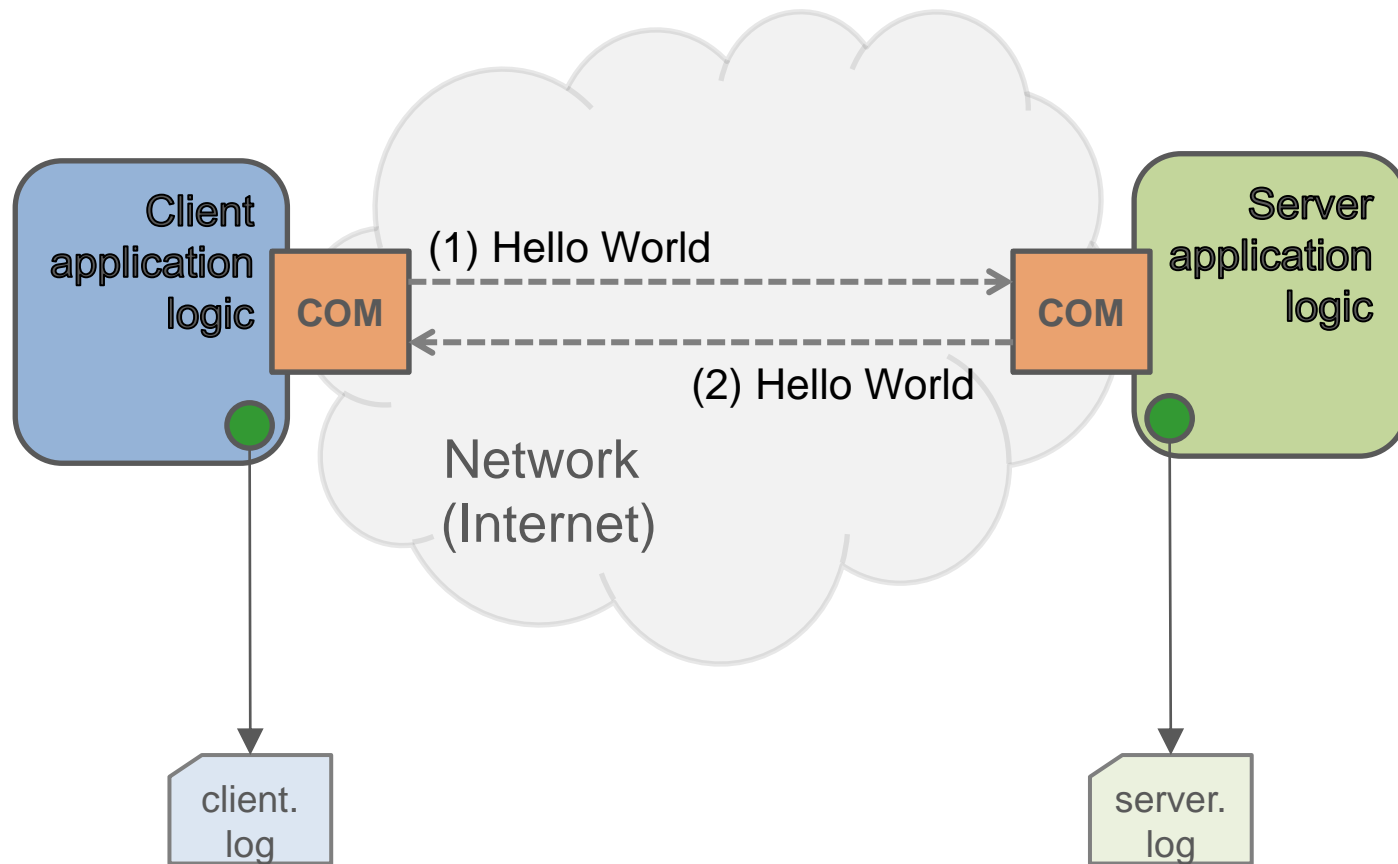 Client
application
logic
COM
(1) Hello World
(2) Hello World
COM
Server
application
logic
Network
(Internet)
client.
log
server.
log